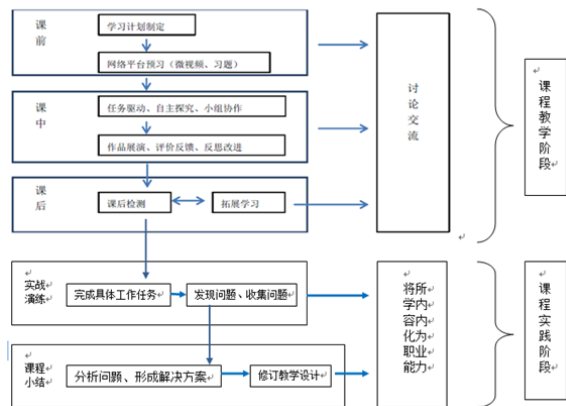 课前
学习计划制定
网络平台预习（微视频、习题）
课中
任务驱动、自主探究、小组协作
作品展演、评价反馈、反思改进
课后
课后检测
拓展学习
讨论交流
课程教学阶段
实战
演练
完成具体工作任务
发现问题、收集问题
课程
小结
分析问题、形成解决方案
修订教学设计
将所
学内
容内
化为
职业
能力
课程实践阶段